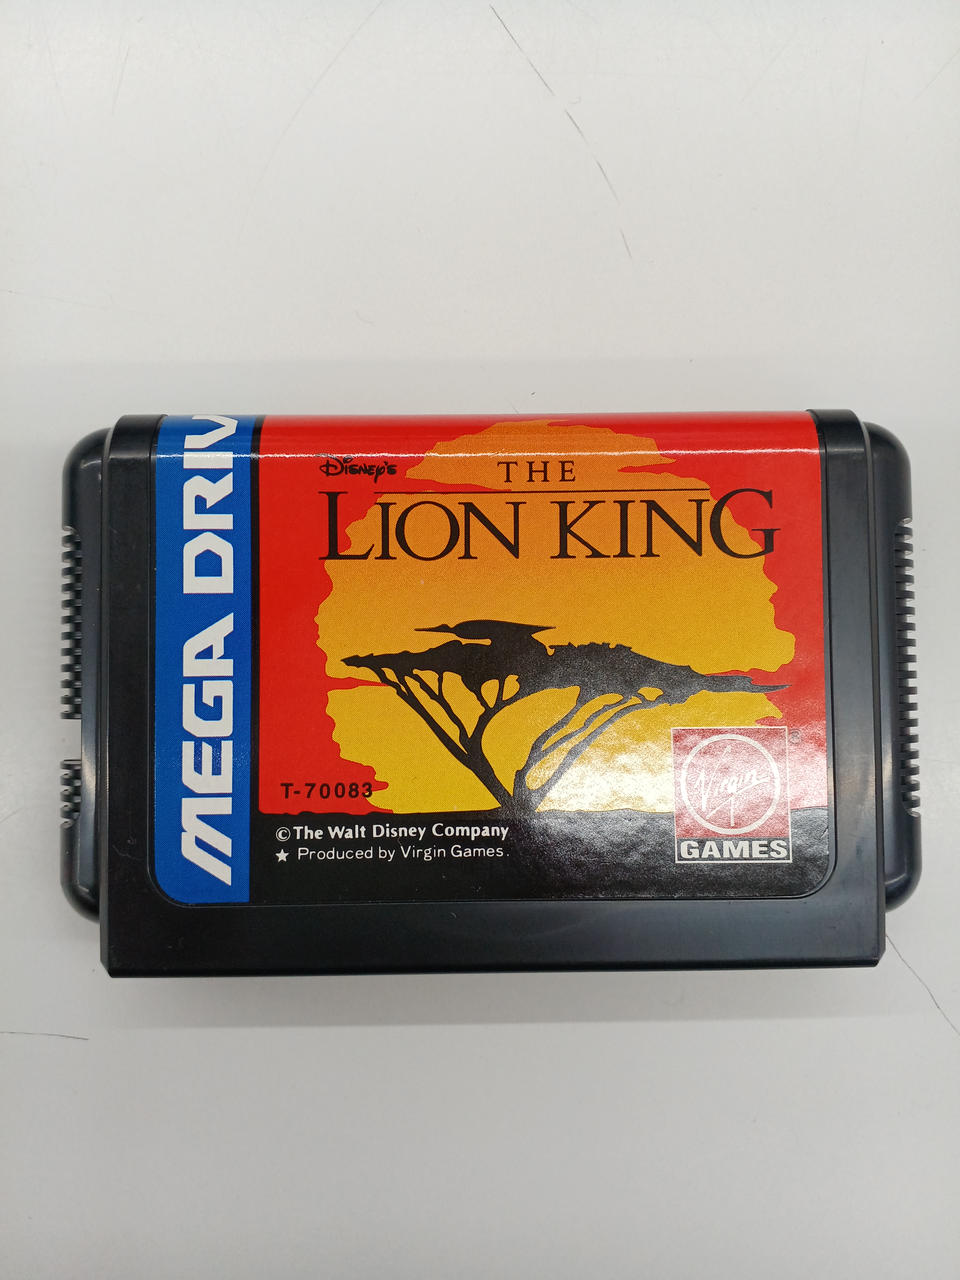 MEGA DRIV
Disney's
THE
LION KING
T-70083
© The Walt Disney Company
★ Produced by Virgin Games.
Virgin
®
GAMES